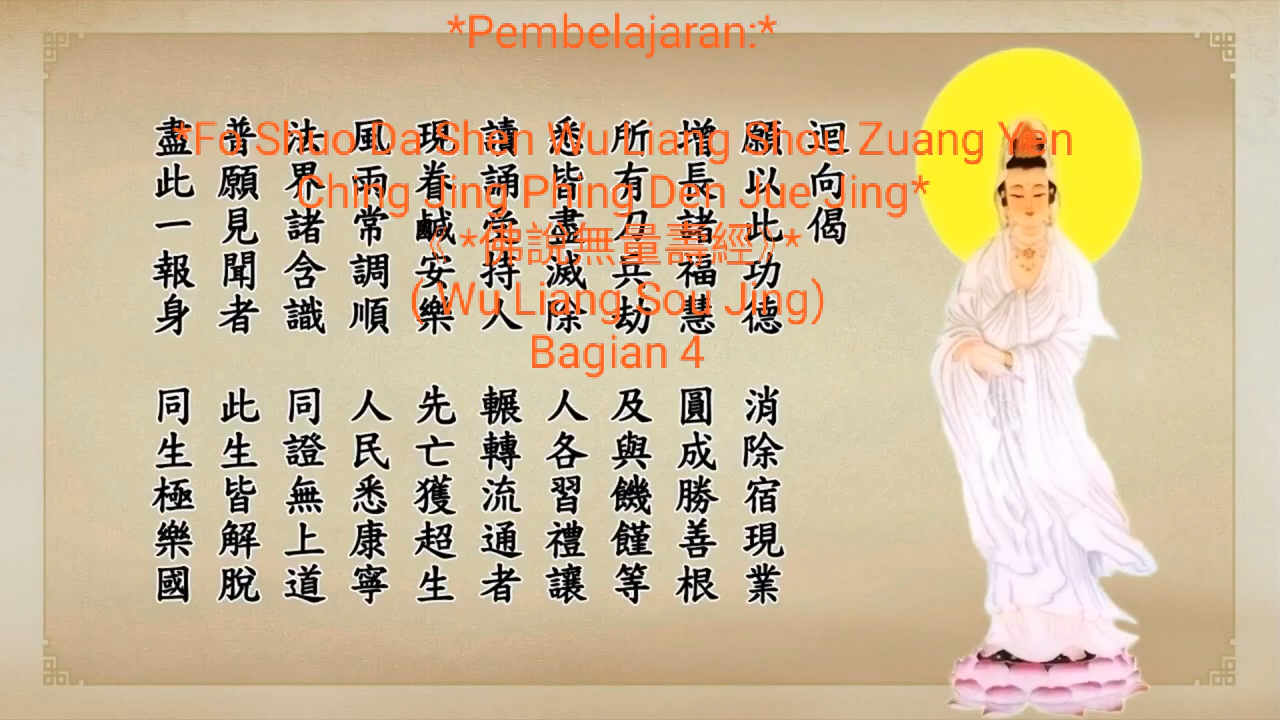 *Pembelajaran:*
*Fo Shuo Da Shen Wu Liang Shou Zuang Yen
Ching Jing Phing Den Jue Jing*
《 *佛說無量壽經》*
( Wu Liang Sou Jing)
Bagian 4
迴向偈
願以此功德 消除宿現業
增長諸福慧 圓成勝善根
所有刀兵劫 及與饑饉等
悉皆盡滅除 人各習禮讓
讀誦受持人 輾轉流通者
現眷咸安樂 先亡獲超生
風雨常調順 人民悉康寧
法界諸含識 同證無上道
普願見聞者 此生皆解脫
盡此一報身 同生極樂國